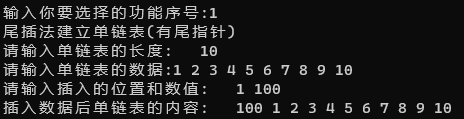 输入你要选择的功能序号:1
尾插法建立单链表(有尾指针)
请输入单链表的长度:  10
请输入单链表的数据:1 2 3 4 5 6 7 8 9 10
请输入插入的位置和数值:  1 100
插入数据后单链表的内容:  100 1 2 3 4 5 6 7 8 9 10